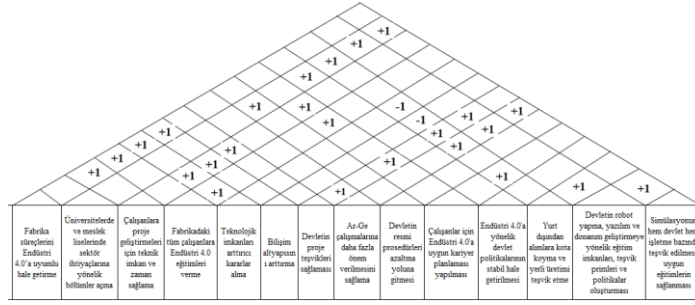 +1
+1
+1 -1 +1
+1 +1 -1 +1 +1
+1 +1 +1 +1
+1 +1 +1
+1 +1 +1 +1
+1 +1 +1 +1
+1 +1 +1 +1
Fabrika
süreçlerini
Endüstri
4.0'a uyumlu
hale getirme
Üniversitelerde
ve meslek
liselerinde
sektör
ihtiyaçlarına
yönelik
bölümler açma
Çalışanlara
proje
geliştirmeleri
için teknik
imkan ve
zaman
sağlama
Fabrikadaki
tüm çalışanlara
Endüstri 4.0
eğitimleri
verme
Teknolojik
imkanları
arttırıcı
kararlar
alma
Bilişim
altyapısın
ı arttırma
Devletin
proje
teşvikleri
sağlaması
Ar-Ge
çalışmalarına
daha fazla
önem
verilmesini
sağlama
Devletin
resmi
prosedürleri
azaltma
yoluna
gitmesi
Çalışanlar için
Endüstri 4.0'a
uygun kariyer
planlaması
yapılması
Endüstri 4.0'a
yönelik
devlet
politikalarının
stabil hale
getirilmesi
Yurt
dışından
alımlara kota
koyma ve
yerli üretimi
teşvik etme
Devletin robot
yapma, yazılım ve
donanım geliştirmeye
yönelik eğitim
imkanları, teşvik
primleri ve
politikalar
oluşturması
Simülasyonun
hem devlet hem
işletme bazında
teşvik edilmesi
uygun
eğitimlerin
sağlanması